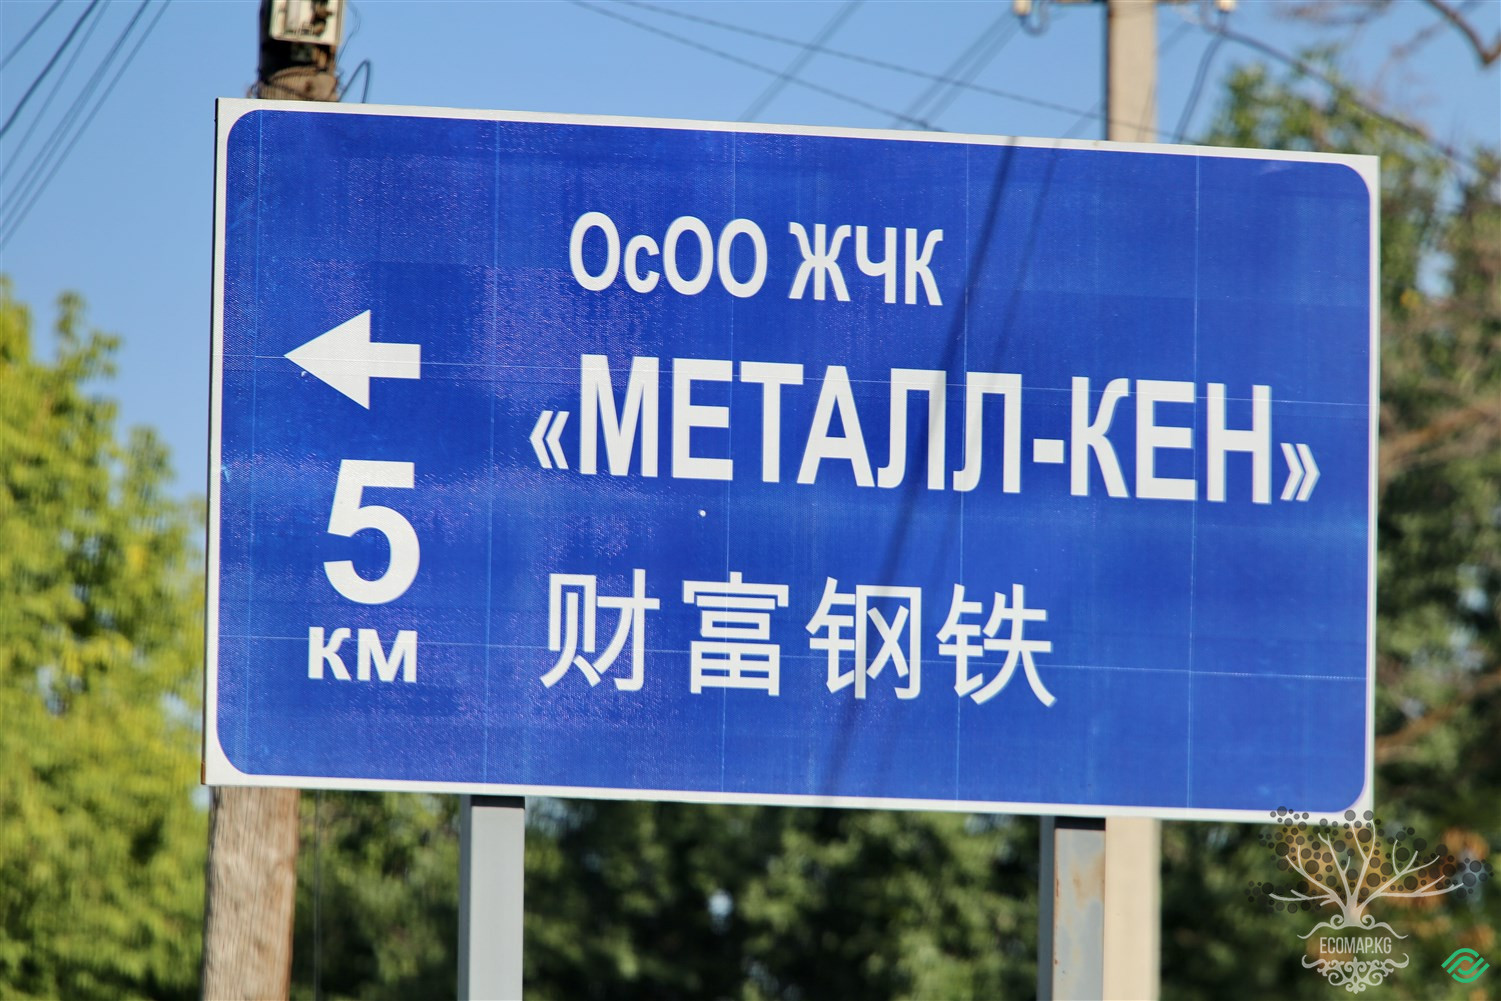 ОсОО ЖЧК
«МЕТАЛЛ-КЕН»
5
км
财富钢铁
ECOMAP.KG